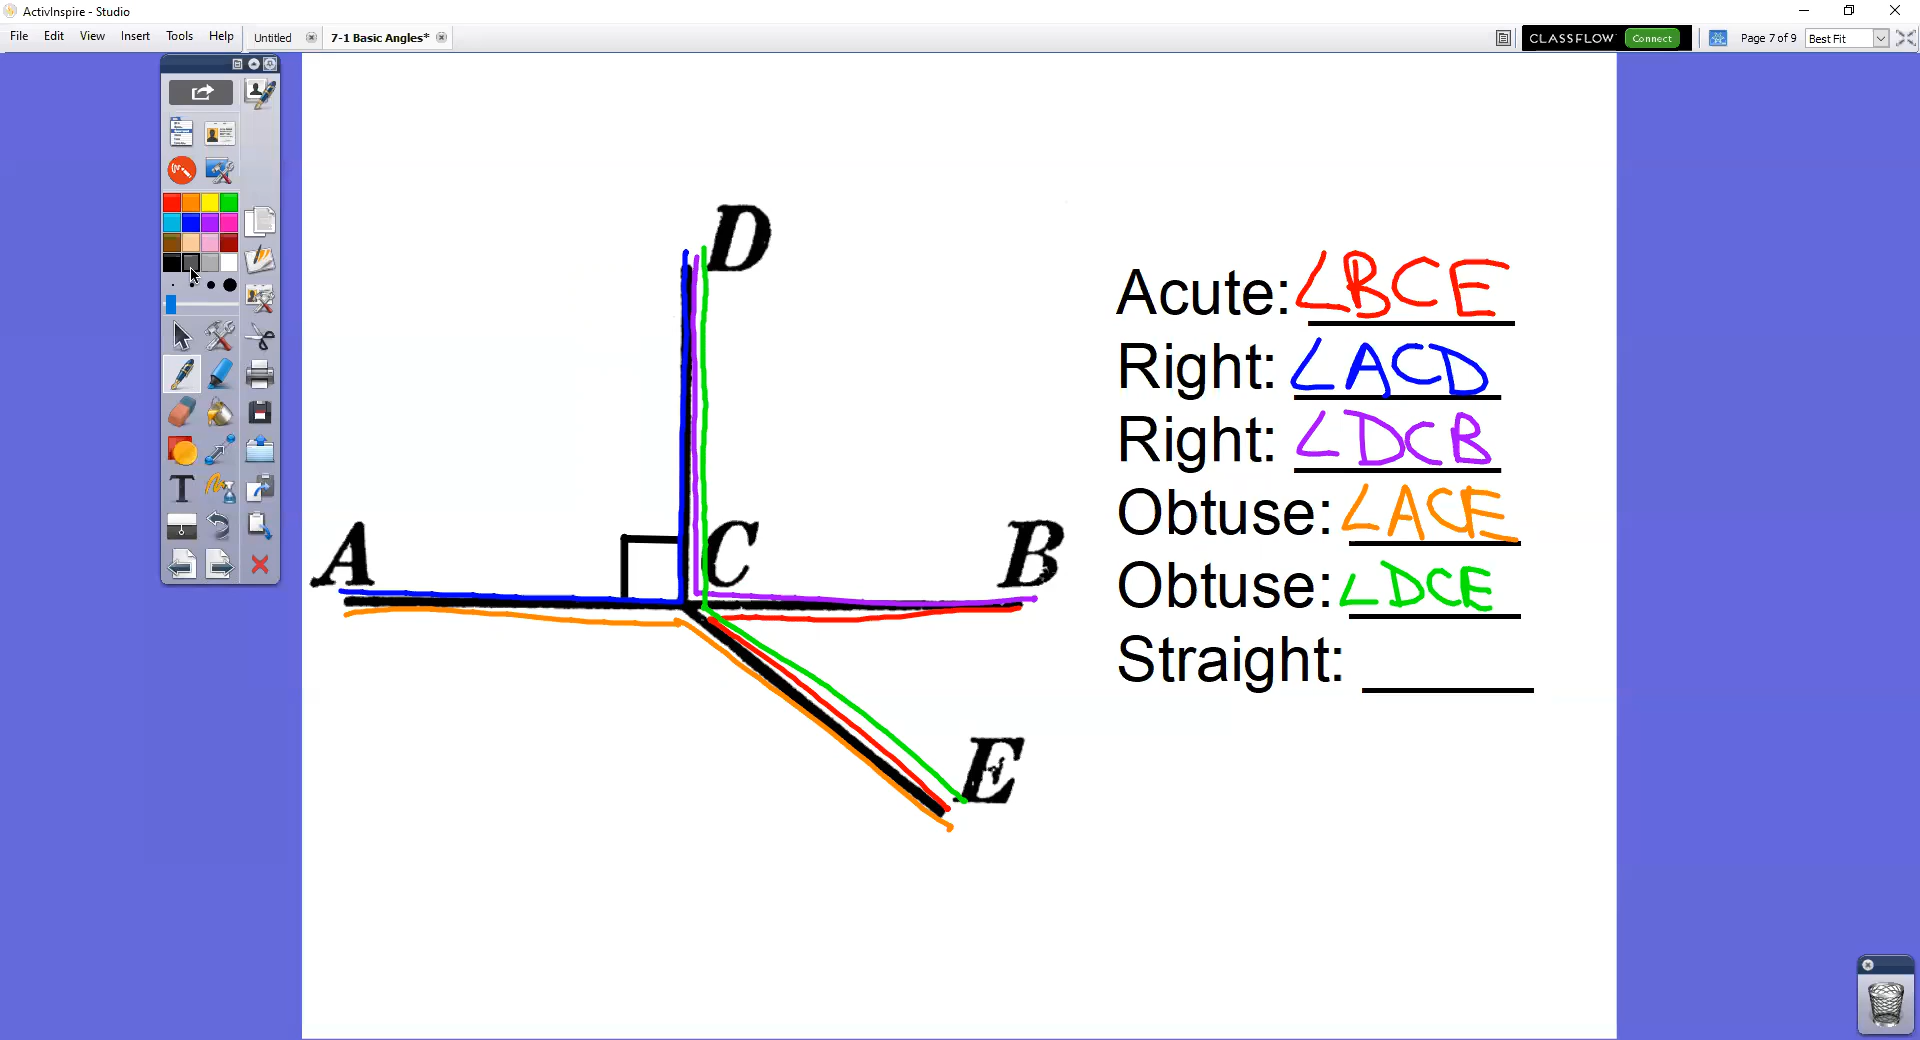 ActivInspire - Studio
File Edit View Insert Tools Help Untitled 7-1 Basic Angles* CLASSFLOW Connect Page 7 of 9 Best Fit
D
Acute: ∠BCE
Right: ∠ACD
Right: ∠DCB
Obtuse: ∠ACE
A C B
Obtuse: ∠DCE
Straight:
E
T